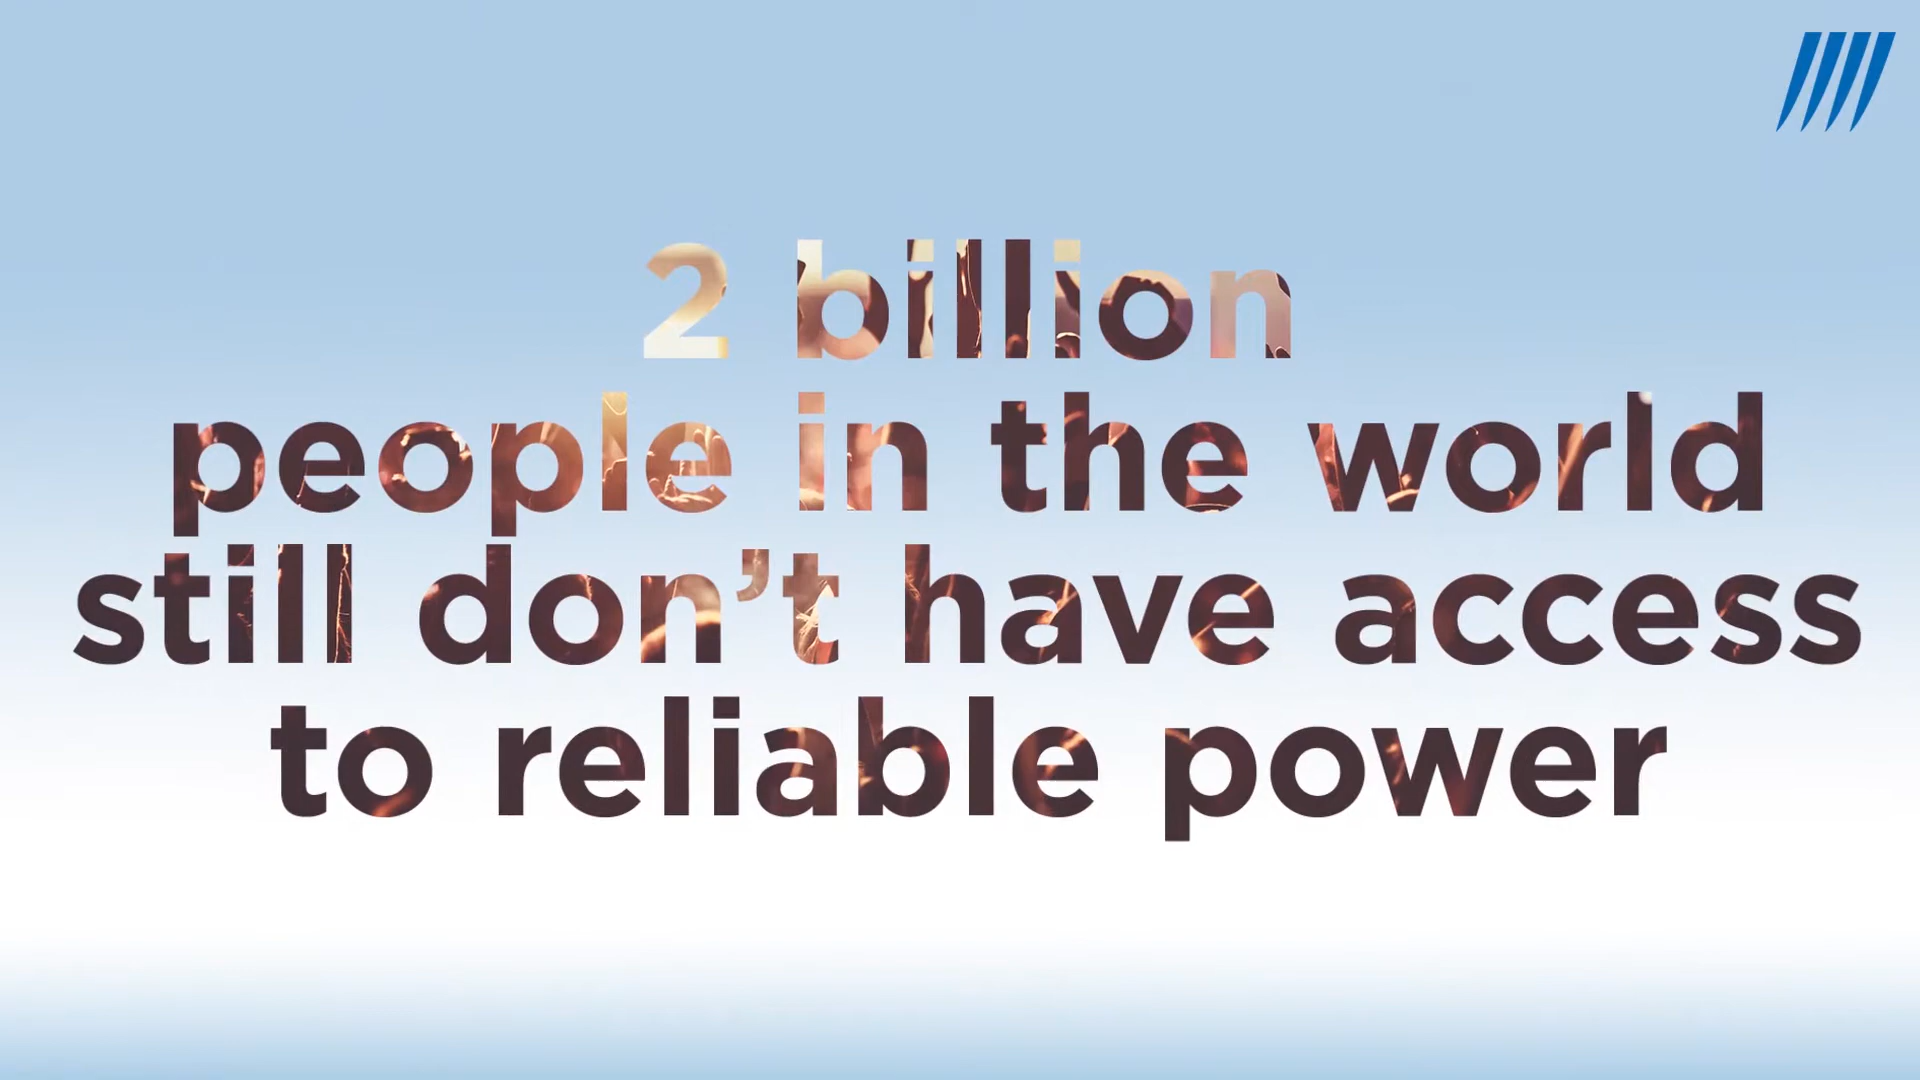 2 billion
people in the world
still don’t have access
to reliable power